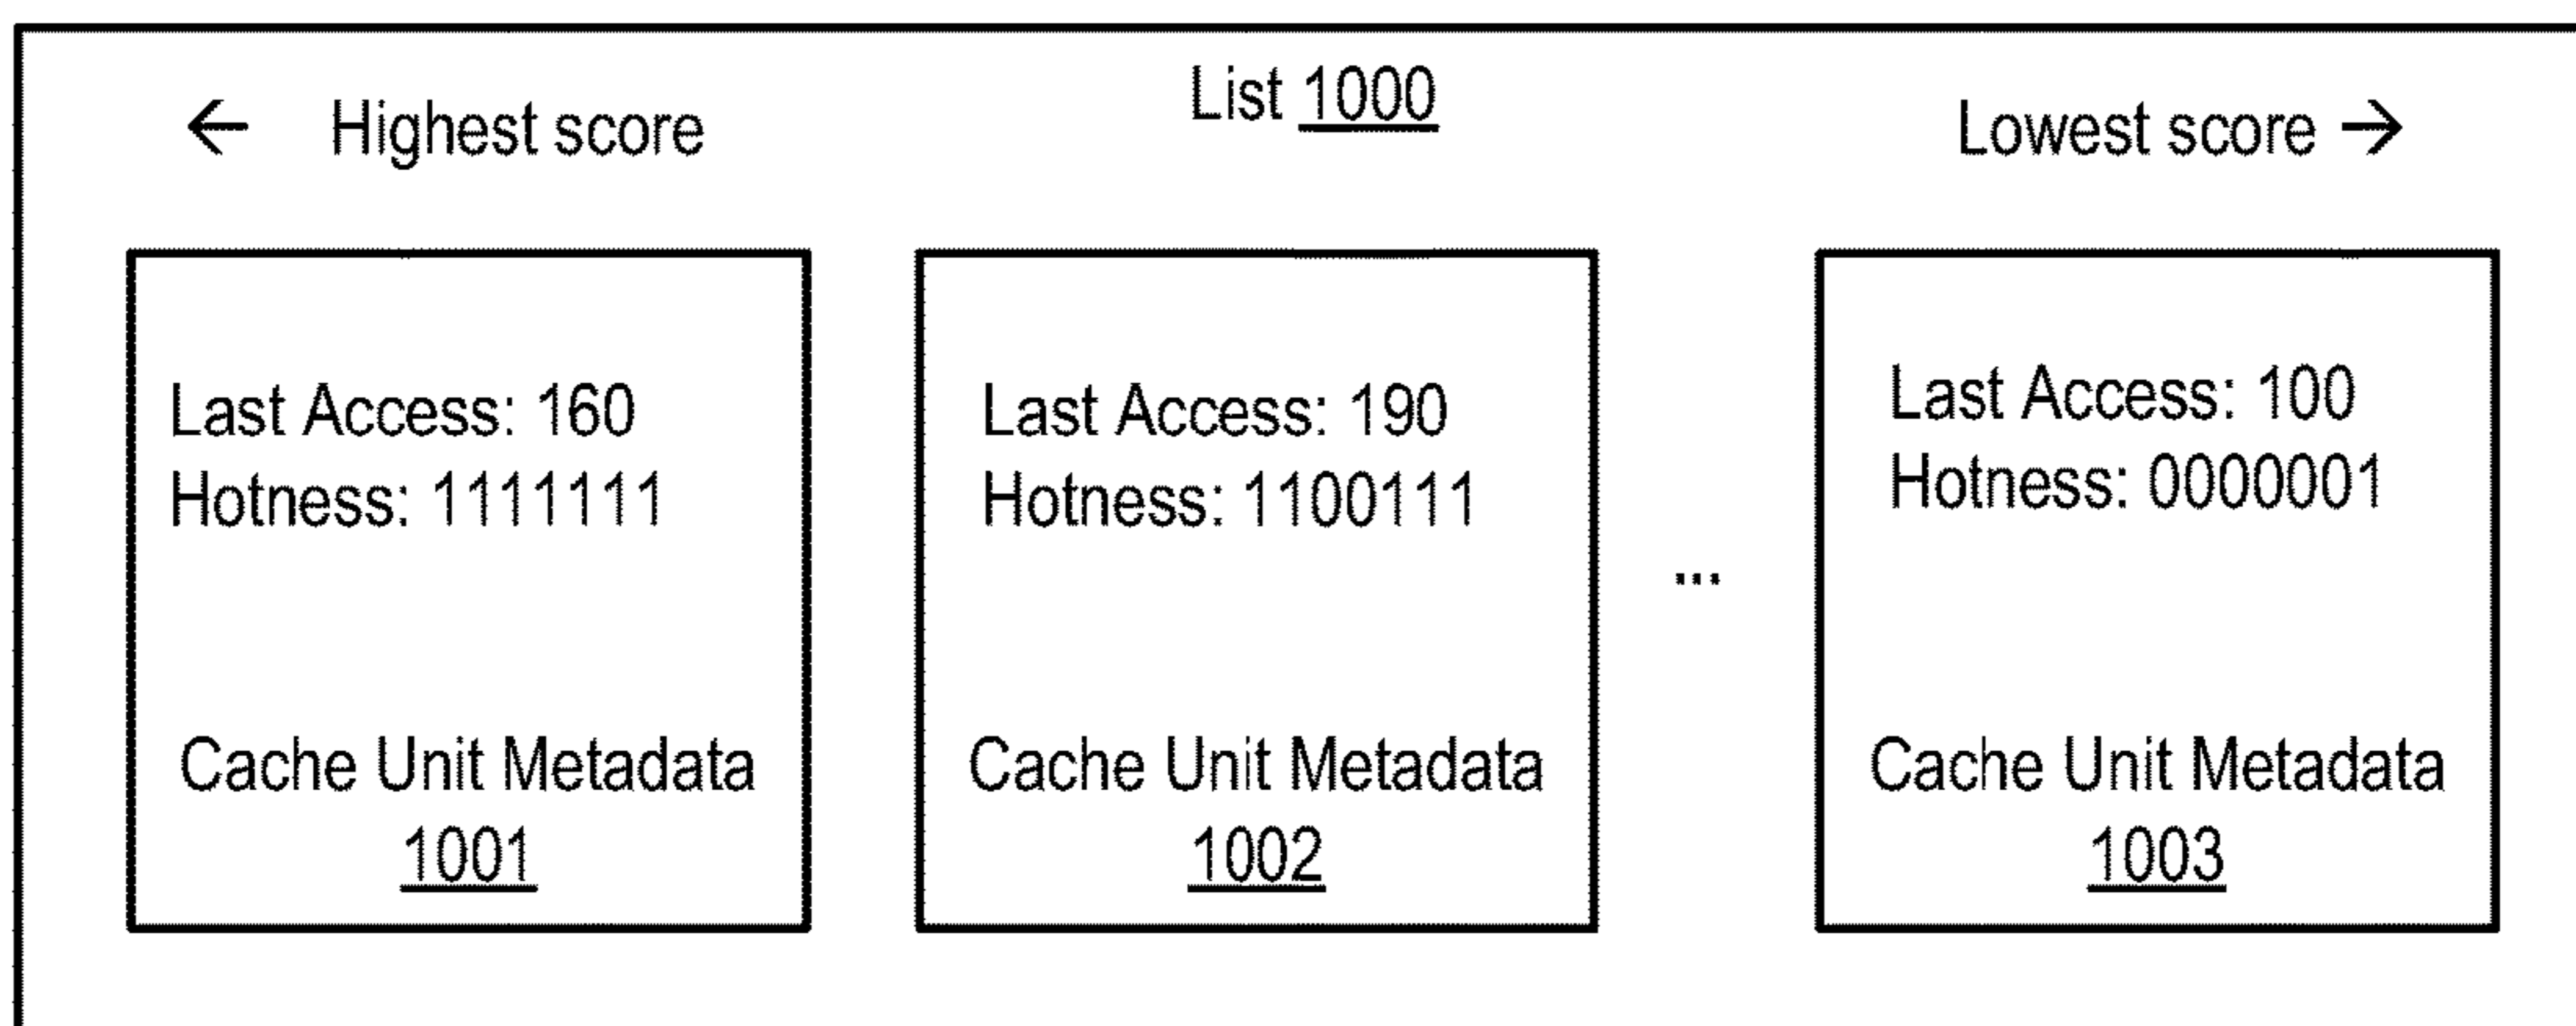 List 1000
← Highest score
Lowest score →
Last Access: 160
Hotness: 1111111
Cache Unit Metadata
1001
Last Access: 190
Hotness: 1100111
Cache Unit Metadata
1002
...
Last Access: 100
Hotness: 0000001
Cache Unit Metadata
1003